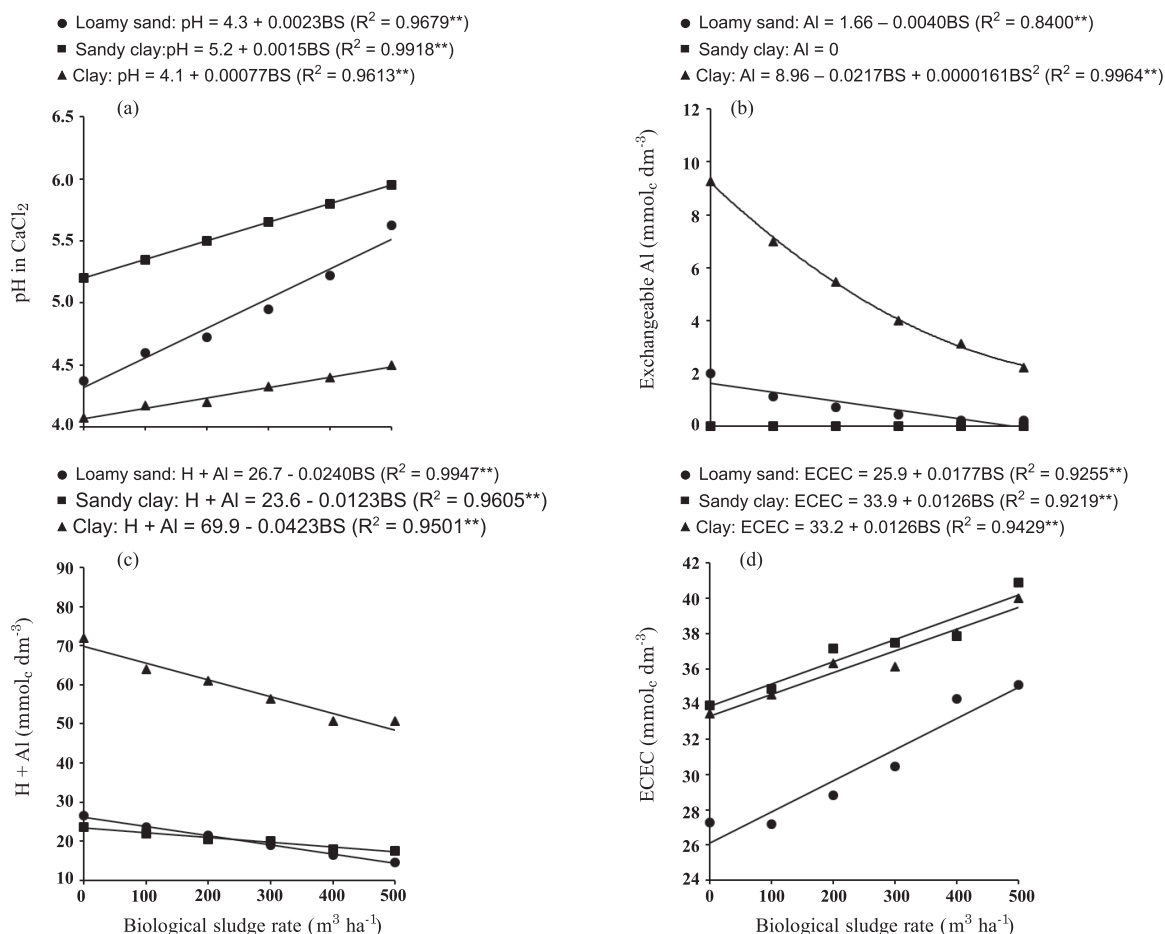 Loamy sand: pH = 4.3 + 0.0023BS (R2 = 0.9679**)
Sandy clay:pH = 5.2 + 0.0015BS (R2 = 0.9918**)
Clay: pH = 4.1 + 0.00077BS (R2 = 0.9613**)
(a)
6.5
6.0
5.5
5.0
4.5
4.0
pH in CaCl2
Loamy sand: Al = 1.66 – 0.0040BS (R2 = 0.8400**)
Sandy clay: Al = 0
Clay: Al = 8.96 – 0.0217BS + 0.0000161BS2 (R2 = 0.9964**)
(b)
12
10
8
6
4
2
0
Exchangeable Al (mmolc dm-3)
Loamy sand: H + Al = 26.7 - 0.0240BS (R2 = 0.9947**)
Sandy clay: H + Al = 23.6 - 0.0123BS (R2 = 0.9605**)
Clay: H + Al = 69.9 - 0.0423BS (R2 = 0.9501**)
(c)
90
80
70
60
50
40
30
20
10
H + Al (mmolc dm-3)
0 100 200 300 400 500
Biological sludge rate (m3 ha-1)
Loamy sand: ECEC = 25.9 + 0.0177BS (R2 = 0.9255**)
Sandy clay: ECEC = 33.9 + 0.0126BS (R2 = 0.9219**)
Clay: ECEC = 33.2 + 0.0126BS (R2 = 0.9429**)
(d)
42
40
38
36
34
32
30
28
26
24
ECEC (mmolc dm-3)
0 100 200 300 400 500
Biological sludge rate (m3 ha-1)